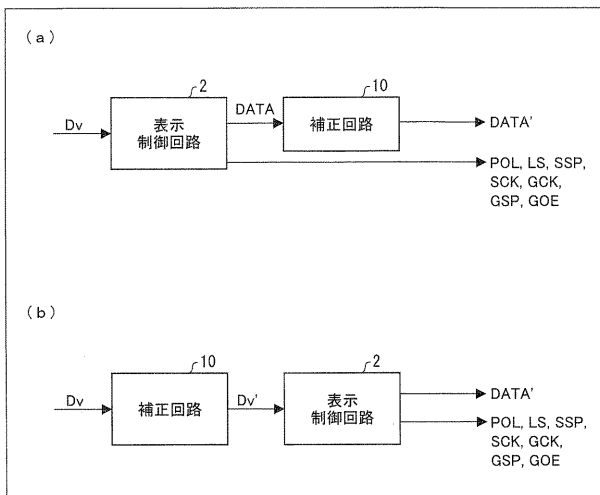 (a)
2
10
Dv
表示
制御回路
DATA
補正回路
DATA'
POL, LS, SSP,
SCK, GCK,
GSP, GOE
(b)
10
2
Dv
補正回路
Dv'
表示
制御回路
DATA'
POL, LS, SSP,
SCK, GCK,
GSP, GOE